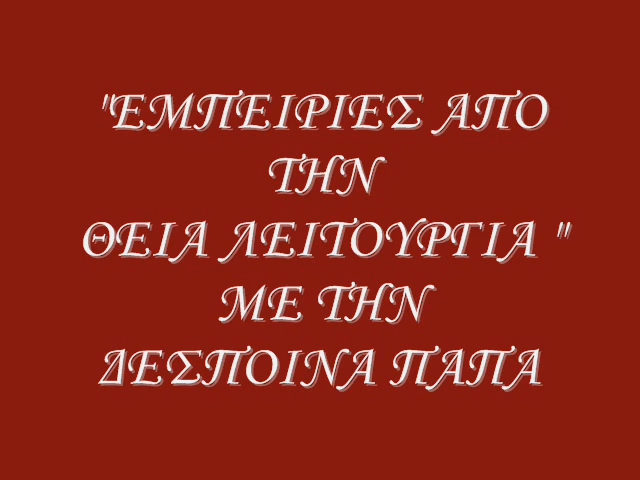 "ΕΜΠΕΙΡΙΕΣ ΑΠΟ
ΤΗΝ
ΘΕΙΑ ΛΕΙΤΟΥΡΓΙΑ "
ΜΕ ΤΗΝ
ΔΕΣΠΟΙΝΑ ΠΑΠΑ